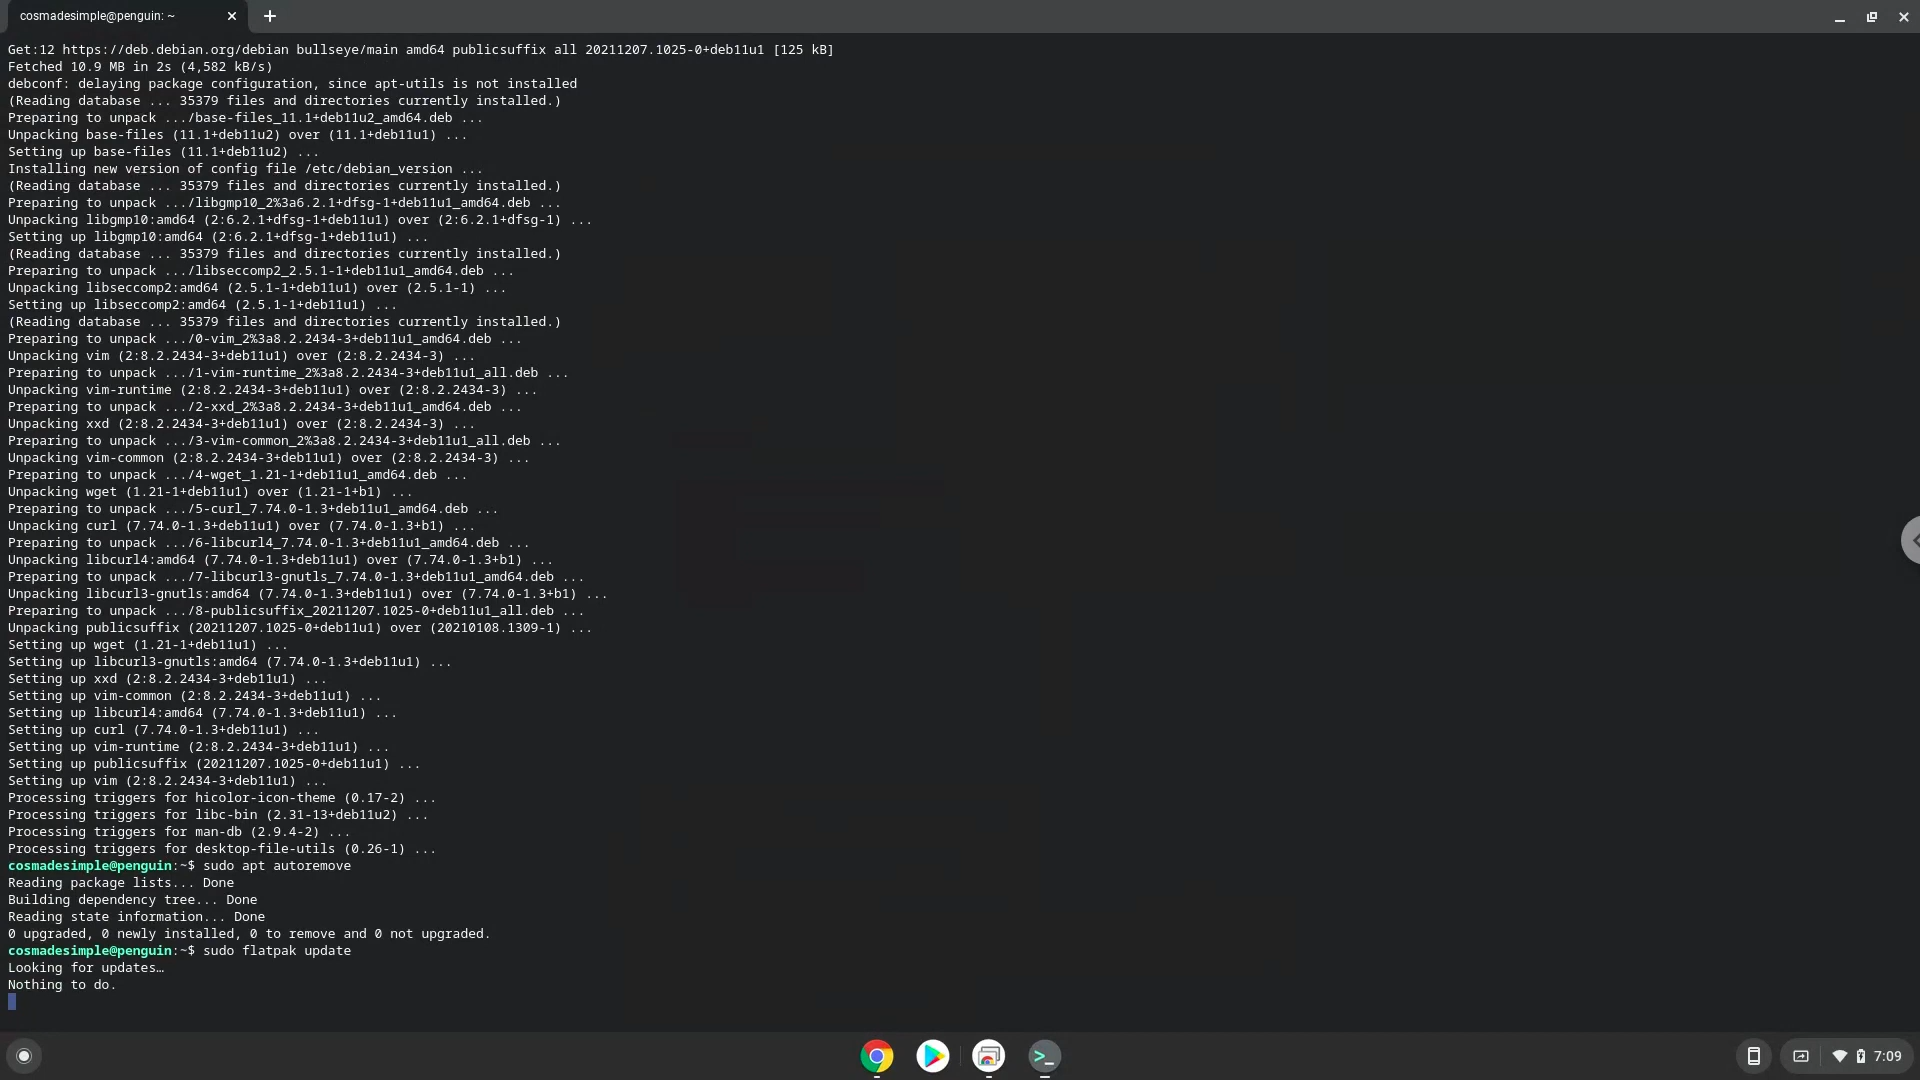 cosmadesimple@penguin: ~
Get:12 https://deb.debian.org/debian bullseye/main amd64 publicsuffix all 20211207.1025-0+deb11u1 [125 kB]
Fetched 10.9 MB in 2s (4,582 kB/s)
debconf: delaying package configuration, since apt-utils is not installed
(Reading database ... 35379 files and directories currently installed.)
Preparing to unpack .../base-files_11.1+deb11u2_amd64.deb ...
Unpacking base-files (11.1+deb11u2) over (11.1+deb11u1) ...
Setting up base-files (11.1+deb11u2) ...
Installing new version of config file /etc/debian_version ...
(Reading database ... 35379 files and directories currently installed.)
Preparing to unpack .../libgmp10_2%3a6.2.1+dfsg-1+deb11u1_amd64.deb ...
Unpacking libgmp10:amd64 (2:6.2.1+dfsg-1+deb11u1) over (2:6.2.1+dfsg-1) ...
Setting up libgmp10:amd64 (2:6.2.1+dfsg-1+deb11u1) ...
(Reading database ... 35379 files and directories currently installed.)
Preparing to unpack .../libseccomp2_2.5.1-1+deb11u1_amd64.deb ...
Unpacking libseccomp2:amd64 (2.5.1-1+deb11u1) over (2.5.1-1) ...
Setting up libseccomp2:amd64 (2.5.1-1+deb11u1) ...
(Reading database ... 35379 files and directories currently installed.)
Preparing to unpack .../0-vim_2%3a8.2.2434-3+deb11u1_amd64.deb ...
Unpacking vim (2:8.2.2434-3+deb11u1) over (2:8.2.2434-3) ...
Preparing to unpack .../1-vim-runtime_2%3a8.2.2434-3+deb11u1_all.deb ...
Unpacking vim-runtime (2:8.2.2434-3+deb11u1) over (2:8.2.2434-3) ...
Preparing to unpack .../2-xxd_2%3a8.2.2434-3+deb11u1_amd64.deb ...
Unpacking xxd (2:8.2.2434-3+deb11u1) over (2:8.2.2434-3) ...
Preparing to unpack .../3-vim-common_2%3a8.2.2434-3+deb11u1_all.deb ...
Unpacking vim-common (2:8.2.2434-3+deb11u1) over (2:8.2.2434-3) ...
Preparing to unpack .../4-wget_1.21-1+deb11u1_amd64.deb ...
Unpacking wget (1.21-1+deb11u1) over (1.21-1+b1) ...
Preparing to unpack .../5-curl_7.74.0-1.3+deb11u1_amd64.deb ...
Unpacking curl (7.74.0-1.3+deb11u1) over (7.74.0-1.3+b1) ...
Preparing to unpack .../6-libcurl4_7.74.0-1.3+deb11u1_amd64.deb ...
Unpacking libcurl4:amd64 (7.74.0-1.3+deb11u1) over (7.74.0-1.3+b1) ...
Preparing to unpack .../7-libcurl3-gnutls_7.74.0-1.3+deb11u1_amd64.deb ...
Unpacking libcurl3-gnutls:amd64 (7.74.0-1.3+deb11u1) over (7.74.0-1.3+b1) ...
Preparing to unpack .../8-publicsuffix_20211207.1025-0+deb11u1_all.deb ...
Unpacking publicsuffix (20211207.1025-0+deb11u1) over (20210108.1309-1) ...
Setting up wget (1.21-1+deb11u1) ...
Setting up libcurl3-gnutls:amd64 (7.74.0-1.3+deb11u1) ...
Setting up xxd (2:8.2.2434-3+deb11u1) ...
Setting up vim-common (2:8.2.2434-3+deb11u1) ...
Setting up libcurl4:amd64 (7.74.0-1.3+deb11u1) ...
Setting up curl (7.74.0-1.3+deb11u1) ...
Setting up vim-runtime (2:8.2.2434-3+deb11u1) ...
Setting up publicsuffix (20211207.1025-0+deb11u1) ...
Setting up vim (2:8.2.2434-3+deb11u1) ...
Processing triggers for hicolor-icon-theme (0.17-2) ...
Processing triggers for libc-bin (2.31-13+deb11u2) ...
Processing triggers for man-db (2.9.4-2) ...
Processing triggers for desktop-file-utils (0.26-1) ...
cosmadesimple@penguin:~$ sudo apt autoremove
Reading package lists... Done
Building dependency tree... Done
Reading state information... Done
0 upgraded, 0 newly installed, 0 to remove and 0 not upgraded.
cosmadesimple@penguin:~$ sudo flatpak update
Looking for updates…
Nothing to do.
7:09